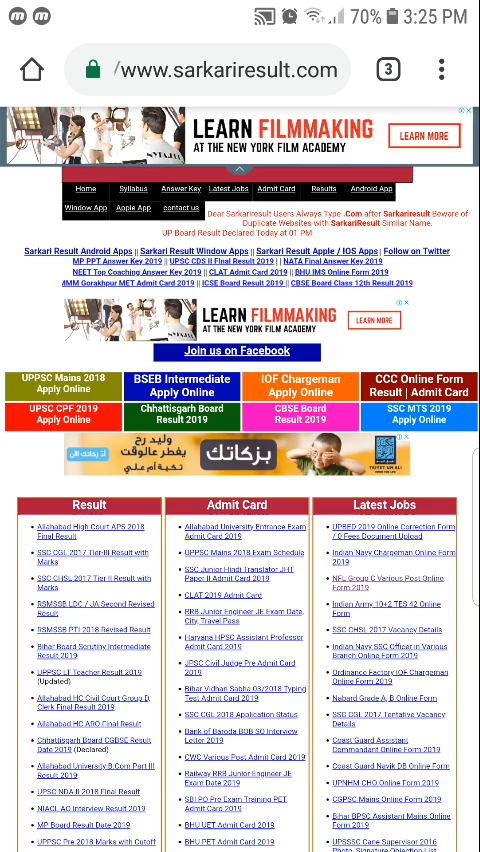 70% 3:25 PM
/www.sarkariresult.com
3
LEARN FILMMAKING
AT THE NEW YORK FILM ACADEMY
LEARN MORE
Home Syllabus Answer Key Latest Jobs Admit Card Results Android App
Window App Apple App contact us
Dear Sarkariresult Users Always Type .Com after Sarkariresult Beware of
Duplicate Websites with SarkariResult Similar Name.
UP Board Result Declared Today at 01 PM
Sarkari Result Android Apps || Sarkari Result Window Apps || Sarkari Result Apple / IOS Apps | Follow on Twitter
MP PPT Answer Key 2019 || UPSC CDS II Final Result 2019 | | NATA Final Answer Key 2019
NEET Top Coaching Answer Key 2019 || CLAT Admit Card 2019 || BHU IMS Online Form 2019
MMM Gorakhpur MET Admit Card 2019 || ICSE Board Result 2019 || CBSE Board Class 12th Result 2019
LEARN FILMMAKING
AT THE NEW YORK FILM ACADEMY
LEARN MORE
Join us on Facebook
UPPSC Mains 2018
Apply Online
BSEB Intermediate
Apply Online
IOF Chargeman
Apply Online
CCC Online Form
Result | Admit Card
UPSC CPF 2019
Apply Online
Chhattisgarh Board
Result 2019
CBSE Board
Result 2019
SSC MTS 2019
Apply Online
وليد رح
يفطر عالوقت
تكية أم علي
بزكاتك
TKIYET UM ALI
Result
Allahabad High Court APS 2018
Final Result
SSC CGL 2017 Tier-III Result with
Marks
SSC CHSL 2017 Tier II Result with
Marks
RSMSSB LDC / JA Second Revised
Result
RSMSSB PTI 2018 Revised Result
Bihar Board Scrutiny Intermediate
Result 2019
UPPSC LT Teacher Result 2019
(Updated)
Allahabad HC Civil Court Group D,
Clerk Final Result 2019
Allahabad HC ARO Final Result
Chhattisgarh Board CGBSE Result
Date 2019 (Declared)
Allahabad University B.Com Part III
Result 2019
UPSC NDA II 2018 Final Result
NIACL AO Interview Result 2019
MP Board Result Date 2019
UPPSC Pre 2018 Marks with Cutoff
Admit Card
Allahabad University Entrance Exam
Admit Card 2019
UPPSC Mains 2018 Exam Schedule
SSC Junior Hindi Translator JHT
Paper II Admit Card 2019
CLAT 2019 Admit Card
RRB Junior Engineer JE Exam Date,
City, Travel Pass
Haryana HPSC Assistant Professor
Admit Card 2019
JPSC Civil Judge Pre Admit Card
2019
Bihar Vidhan Sabha 03/2018 Typing
Test Admit Card 2019
SSC CGL 2018 Application Status
Bank of Baroda BOB SO Interview
Letter 2019
CWC Various Post Admit Card 2019
Railway RRB Junior Engineer JE
Exam Date 2019
SBI PO Pre Exam Training PET
Admit Card 2019
BHU UET Admit Card 2019
BHU PET Admit Card 2019
Latest Jobs
UPBED 2019 Online Correction Form
/ 0 Fees Document Upload
Indian Navy Chargeman Online Form
2019
NFL Group C Various Post Online
Form 2019
Indian Army 10+2 TES 42 Online
Form
SSC CHSL 2017 Vacancy Details
Indian Navy SSC Officer in Various
Branch Online Form 2019
Ordinance Factory IOF Chargeman
Online Form 2019
Nabard Grade A, B Online Form
SSC CGL 2017 Tentative Vacancy
Details
Coast Guard Assistant
Commandant Online Form 2019
Coast Guard Navik DB Online Form
UPNHM CHO Online Form 2019
CGPSC Mains Online Form 2019
Bihar BPSC Assistant Mains Online
Form 2019
UPSSSC Cane Supervisor 2016
Photo, Signature Objection List